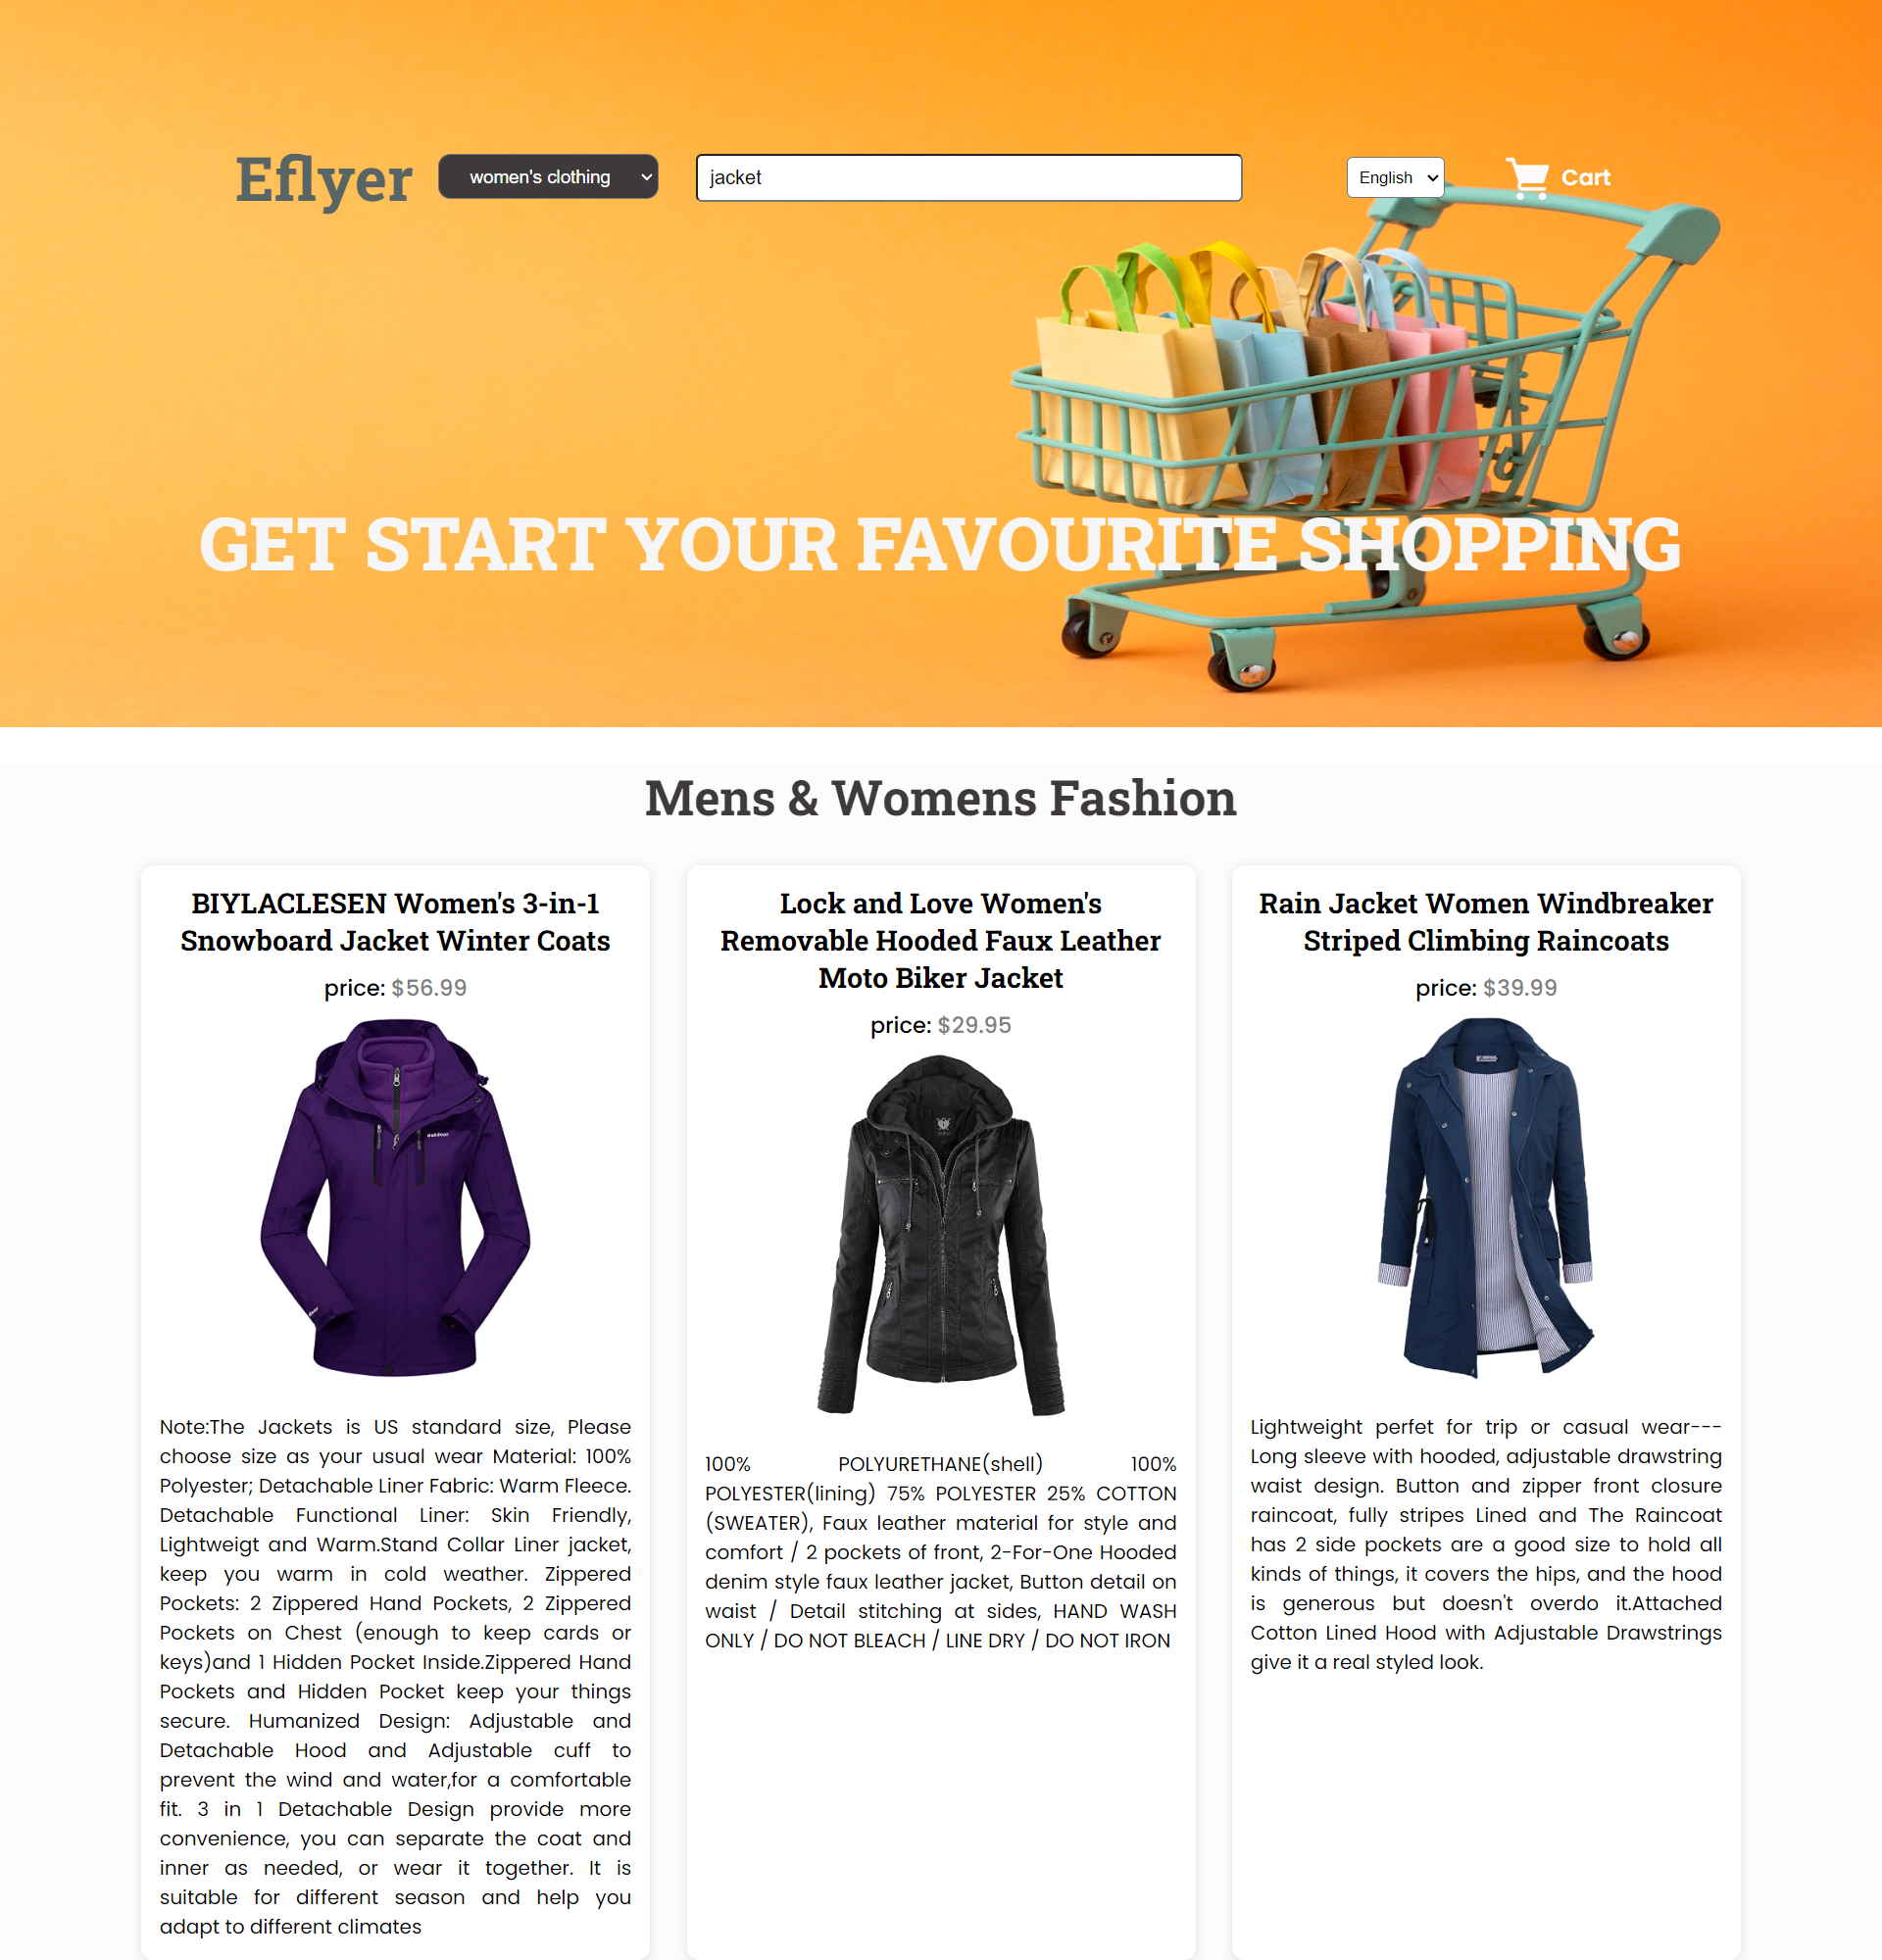 Eflyer
women's clothing
jacket
English
Cart
GET START YOUR FAVOURITE SHOPPING
Mens & Womens Fashion
BIYLACLESEN Women's 3-in-1
Snowboard Jacket Winter Coats
price: $56.99
outdoor
Note:The Jackets is US standard size, Please
choose size as your usual wear Material: 100%
Polyester; Detachable Liner Fabric: Warm Fleece.
Detachable Functional Liner: Skin Friendly,
Lightweigt and Warm.Stand Collar Liner jacket,
keep you warm in cold weather. Zippered
Pockets: 2 Zippered Hand Pockets, 2 Zippered
Pockets on Chest (enough to keep cards or
keys)and 1 Hidden Pocket Inside.Zippered Hand
Pockets and Hidden Pocket keep your things
secure. Humanized Design: Adjustable and
Detachable Hood and Adjustable cuff to
prevent the wind and water,for a comfortable
fit. 3 in 1 Detachable Design provide more
convenience, you can separate the coat and
inner as needed, or wear it together. It is
suitable for different season and help you
adapt to different climates
Lock and Love Women's
Removable Hooded Faux Leather
Moto Biker Jacket
price: $29.95
100% POLYURETHANE(shell) 100%
POLYESTER(lining) 75% POLYESTER 25% COTTON
(SWEATER), Faux leather material for style and
comfort / 2 pockets of front, 2-For-One Hooded
denim style faux leather jacket, Button detail on
waist / Detail stitching at sides, HAND WASH
ONLY / DO NOT BLEACH / LINE DRY / DO NOT IRON
Rain Jacket Women Windbreaker
Striped Climbing Raincoats
price: $39.99
Lightweight perfet for trip or casual wear---
Long sleeve with hooded, adjustable drawstring
waist design. Button and zipper front closure
raincoat, fully stripes Lined and The Raincoat
has 2 side pockets are a good size to hold all
kinds of things, it covers the hips, and the hood
is generous but doesn't overdo it.Attached
Cotton Lined Hood with Adjustable Drawstrings
give it a real styled look.